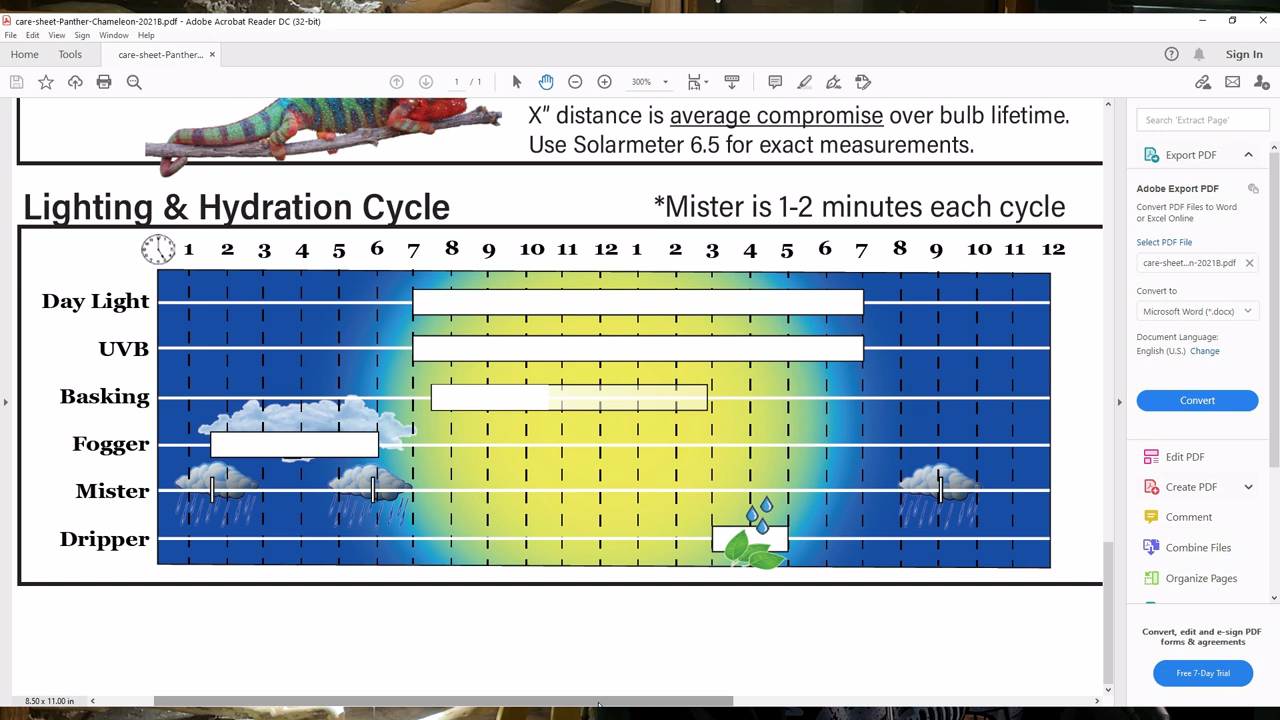 care-sheet-Panther-Chameleon-2021B.pdf - Adobe Acrobat Reader DC (32-bit)
File Edit View Sign Window Help
Home Tools care-sheet-Panther... × Sign In
1 / 1 300%
X” distance is average compromise over bulb lifetime.
Use Solarmeter 6.5 for exact measurements.
Lighting & Hydration Cycle *Mister is 1-2 minutes each cycle
1 2 3 4 5 6 7 8 9 10 11 12 1 2 3 4 5 6 7 8 9 10 11 12
Day Light
UVB
Basking
Fogger
Mister
Dripper
8.50 x 11.00 in
Search 'Extract Page'
Export PDF
Adobe Export PDF
Convert PDF Files to Word
or Excel Online
Select PDF File
care-sheet...n-2021B.pdf
Convert to
Microsoft Word (*.docx)
Document Language:
English (U.S.) Change
Convert
Edit PDF
Create PDF
Comment
Combine Files
Organize Pages
Convert, edit and e-sign PDF
forms & agreements
Free 7-Day Trial